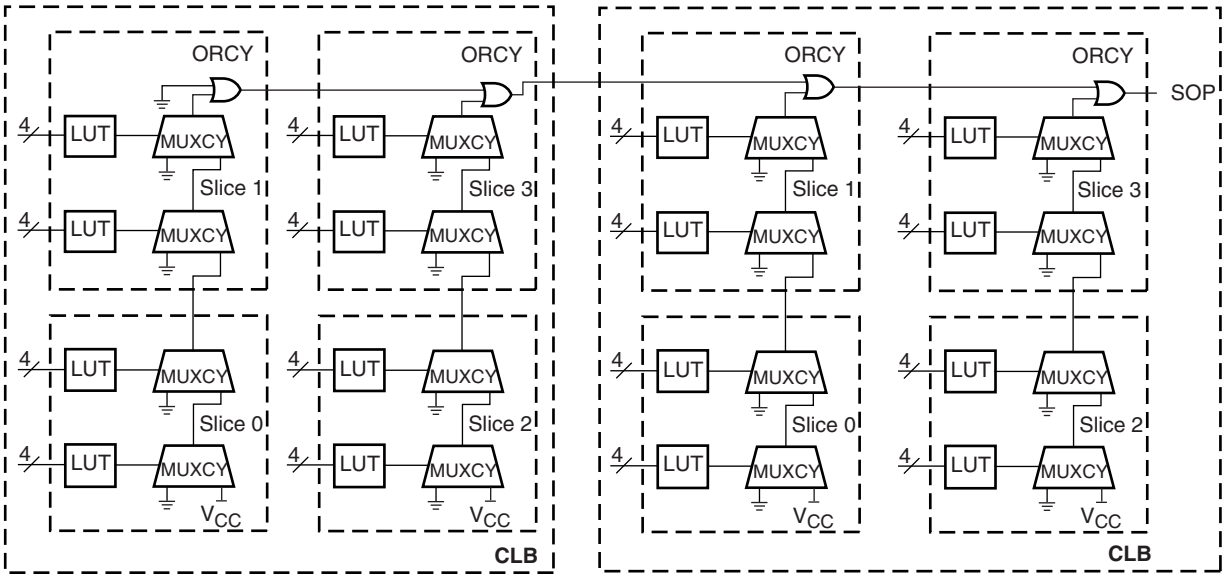 ORCY ORCY ORCY ORCY
SOP
4 LUT MUXCY 4 LUT MUXCY 4 LUT MUXCY 4 LUT MUXCY
Slice 1 Slice 3 Slice 1 Slice 3
4 LUT MUXCY 4 LUT MUXCY 4 LUT MUXCY 4 LUT MUXCY
4 LUT MUXCY 4 LUT MUXCY 4 LUT MUXCY 4 LUT MUXCY
Slice 0 Slice 2 Slice 0 Slice 2
4 LUT MUXCY 4 LUT MUXCY 4 LUT MUXCY 4 LUT MUXCY
VCC VCC VCC VCC
CLB CLB